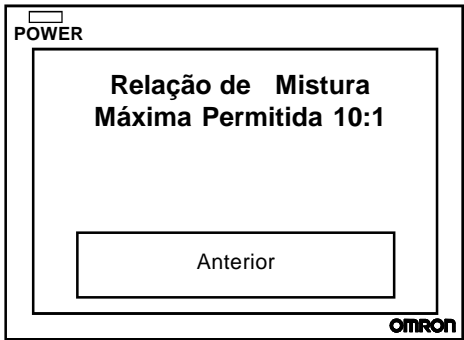 POWER
Relação de Mistura
Máxima Permitida 10:1
Anterior
OMRON